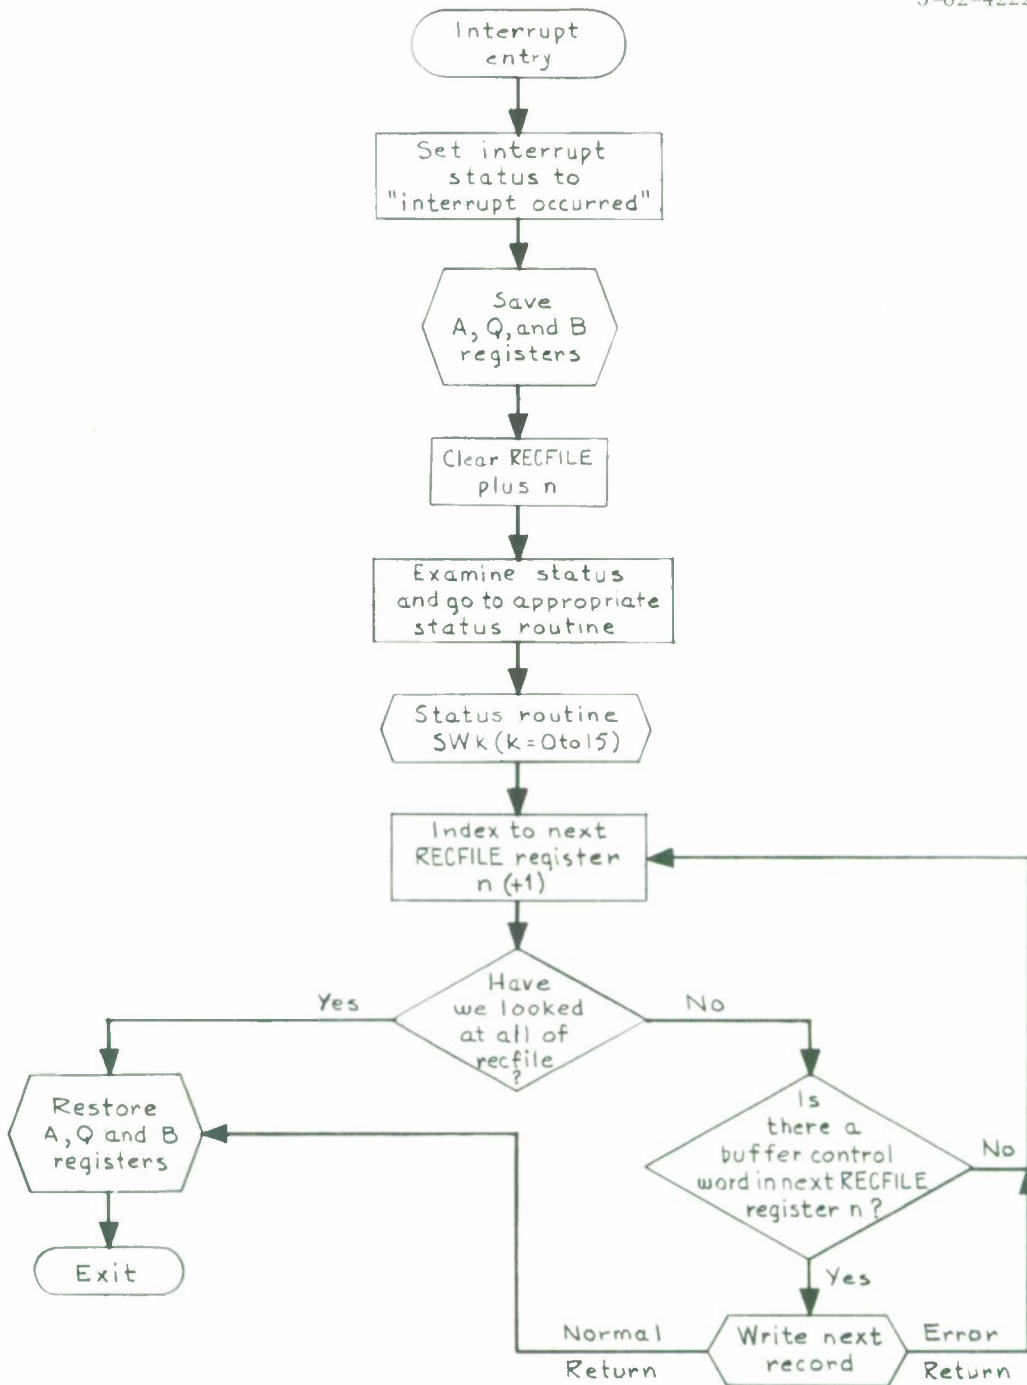 Interrupt
entry
Set interrupt
status to
"interrupt occurred"
Save
A, Q, and B
registers
Clear RECFILE
plus n
Examine status
and go to appropriate
status routine
Status routine
SWk (k = 0 to 15)
Index to next
RECFILE register
n (+1)
Have
we looked
at all of
recfile
?
Yes
No
Restore
A, Q and B
registers
Exit
Is
there a
buffer control
word in next RECFILE
register n?
No
Yes
Write next
record
Normal
Return
Error
Return